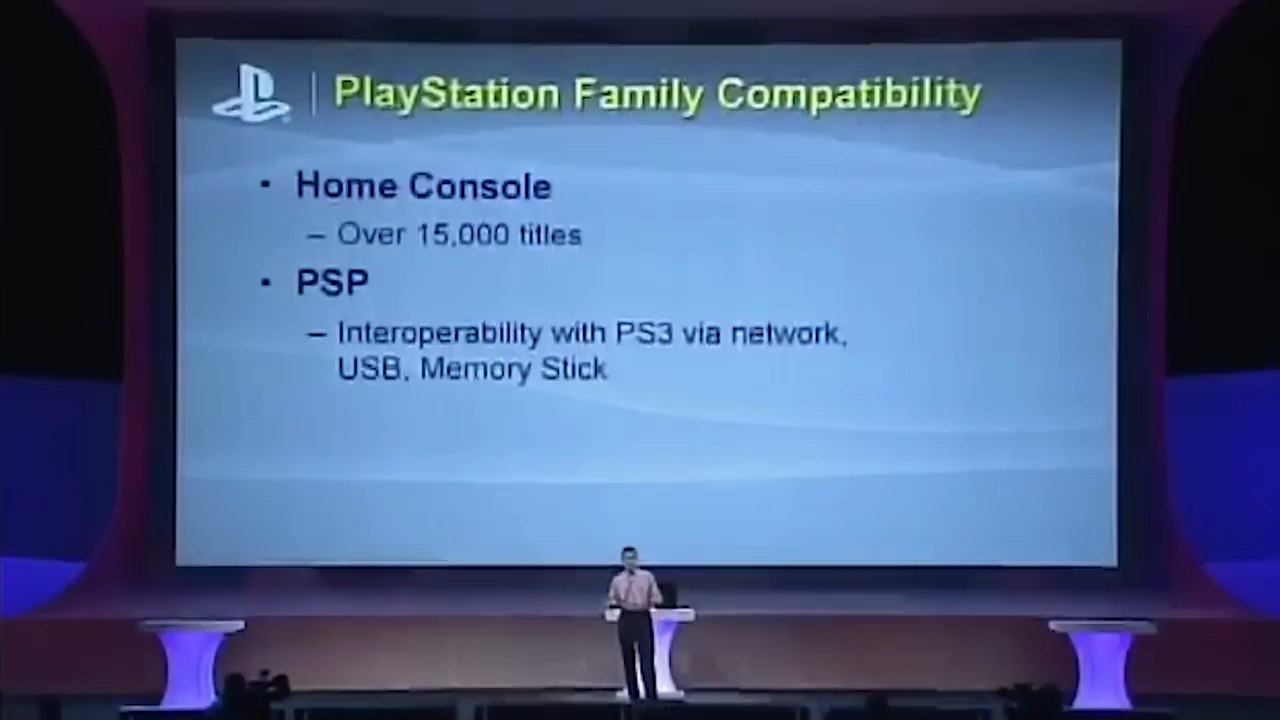 PlayStation Family Compatibility
· Home Console
– Over 15,000 titles
· PSP
– Interoperability with PS3 via network,
USB, Memory Stick